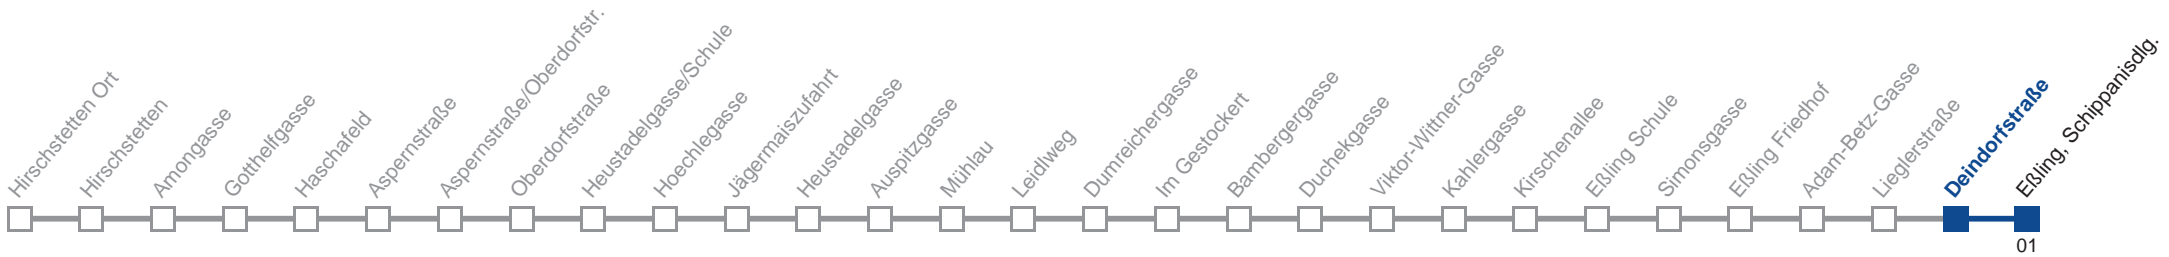 Hirschstetten Ort
Hirschstetten
Amongasse
Gotthelfgasse
Haschafeld
Aspernstraße
Aspernstraße/Oberdorfstr.
Oberdorfstraße
Heustadelgasse/Schule
Hoechlegasse
Jägermaiszufahrt
Heustadelgasse
Auspitzgasse
Mühlau
Leidlweg
Dumreichergasse
Im Gestockert
Bambergergasse
Duchekgasse
Viktor-Wittner-Gasse
Kahlergasse
Kirschenallee
Eßling Schule
Simonsgasse
Eßling Friedhof
Adam-Betz-Gasse
Lieglerstraße
Deindorfstraße
Eßling, Schippanisdlg.
01